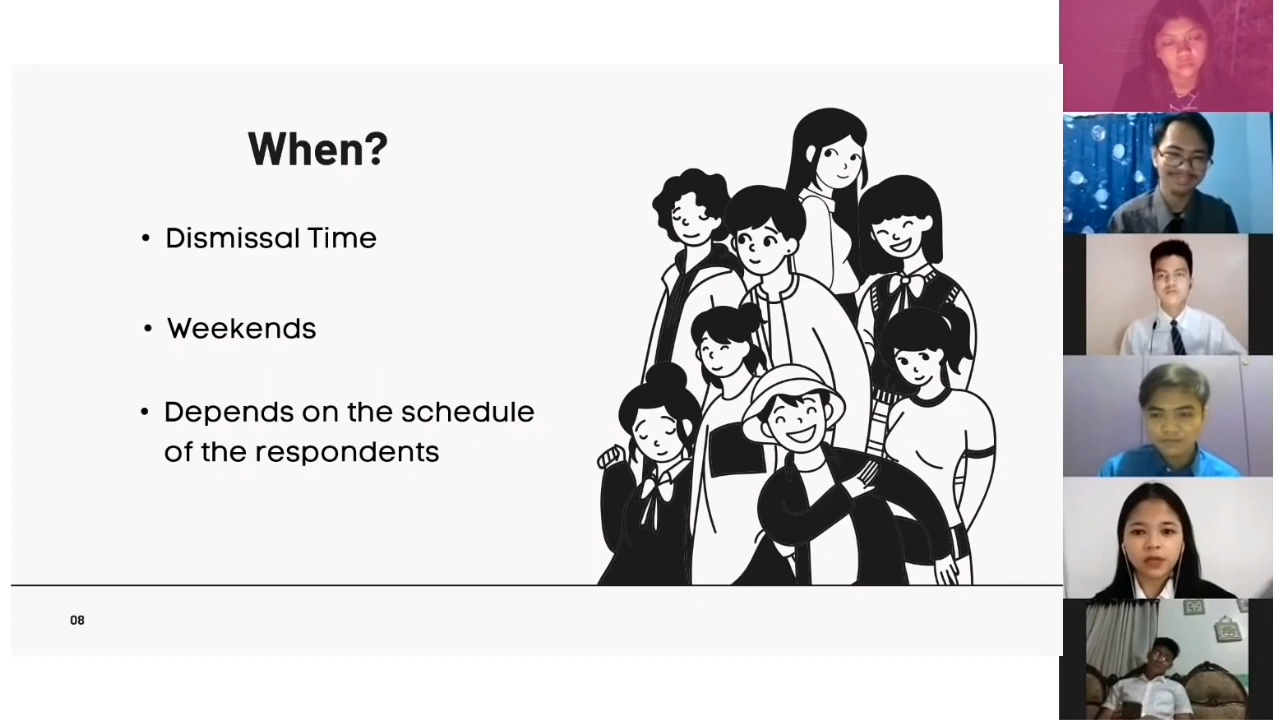 When?
• Dismissal Time
• Weekends
• Depends on the schedule
of the respondents
08